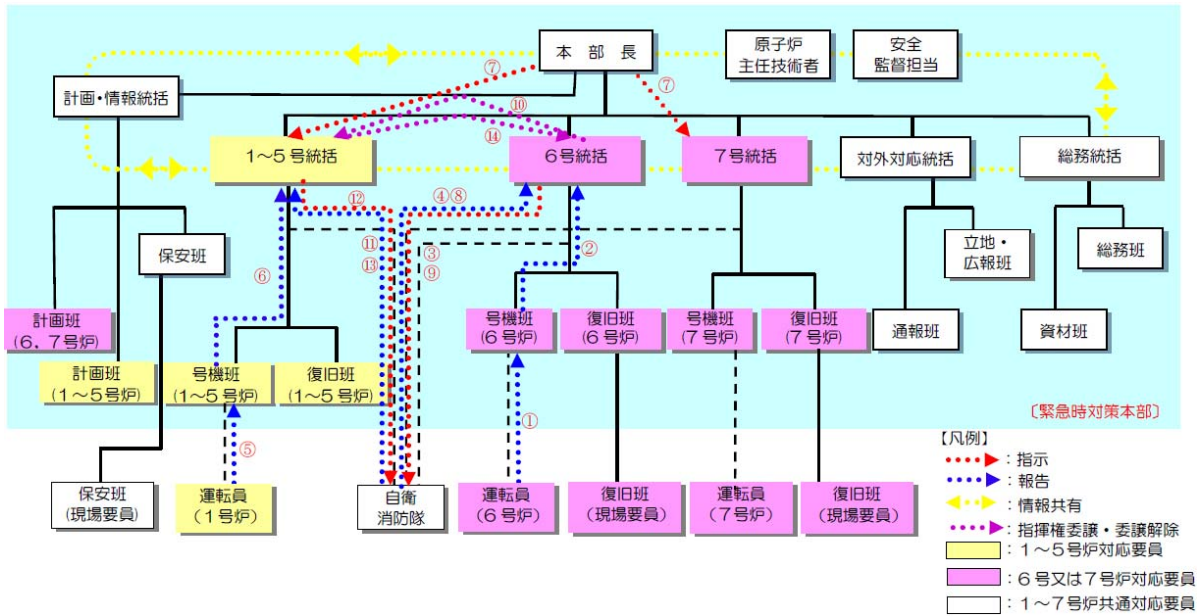 本部長
原子炉
主任技術者
安全
監督担当
⑦
⑦
計画・情報統括
⑩
⑭
1～5号統括
6号統括
7号統括
対外対応統括
総務統括
⑫
④⑧
⑪
⑬
③
⑨
②
⑥
保安班
立地・
広報班
総務班
計画班
(6．7号炉)
号機班
(6号炉)
復旧班
(6号炉)
号機班
(7号炉)
復旧班
(7号炉)
通報班
資材班
計画班
(1～5号炉)
号機班
(1～5号炉)
復旧班
(1～5号炉)
①
⑤
〔緊急時対策本部〕
保安班
(現場要員)
運転員
(1号炉)
自衛
消防隊
運転員
(6号炉)
復旧班
(現場要員)
運転員
(7号炉)
復旧班
(現場要員)
【凡例】
：指示
：報告
：情報共有
：指揮権委譲・委譲解除
：1～5号炉対応要員
：6号又は7号炉対応要員
：1～7号炉共通対応要員